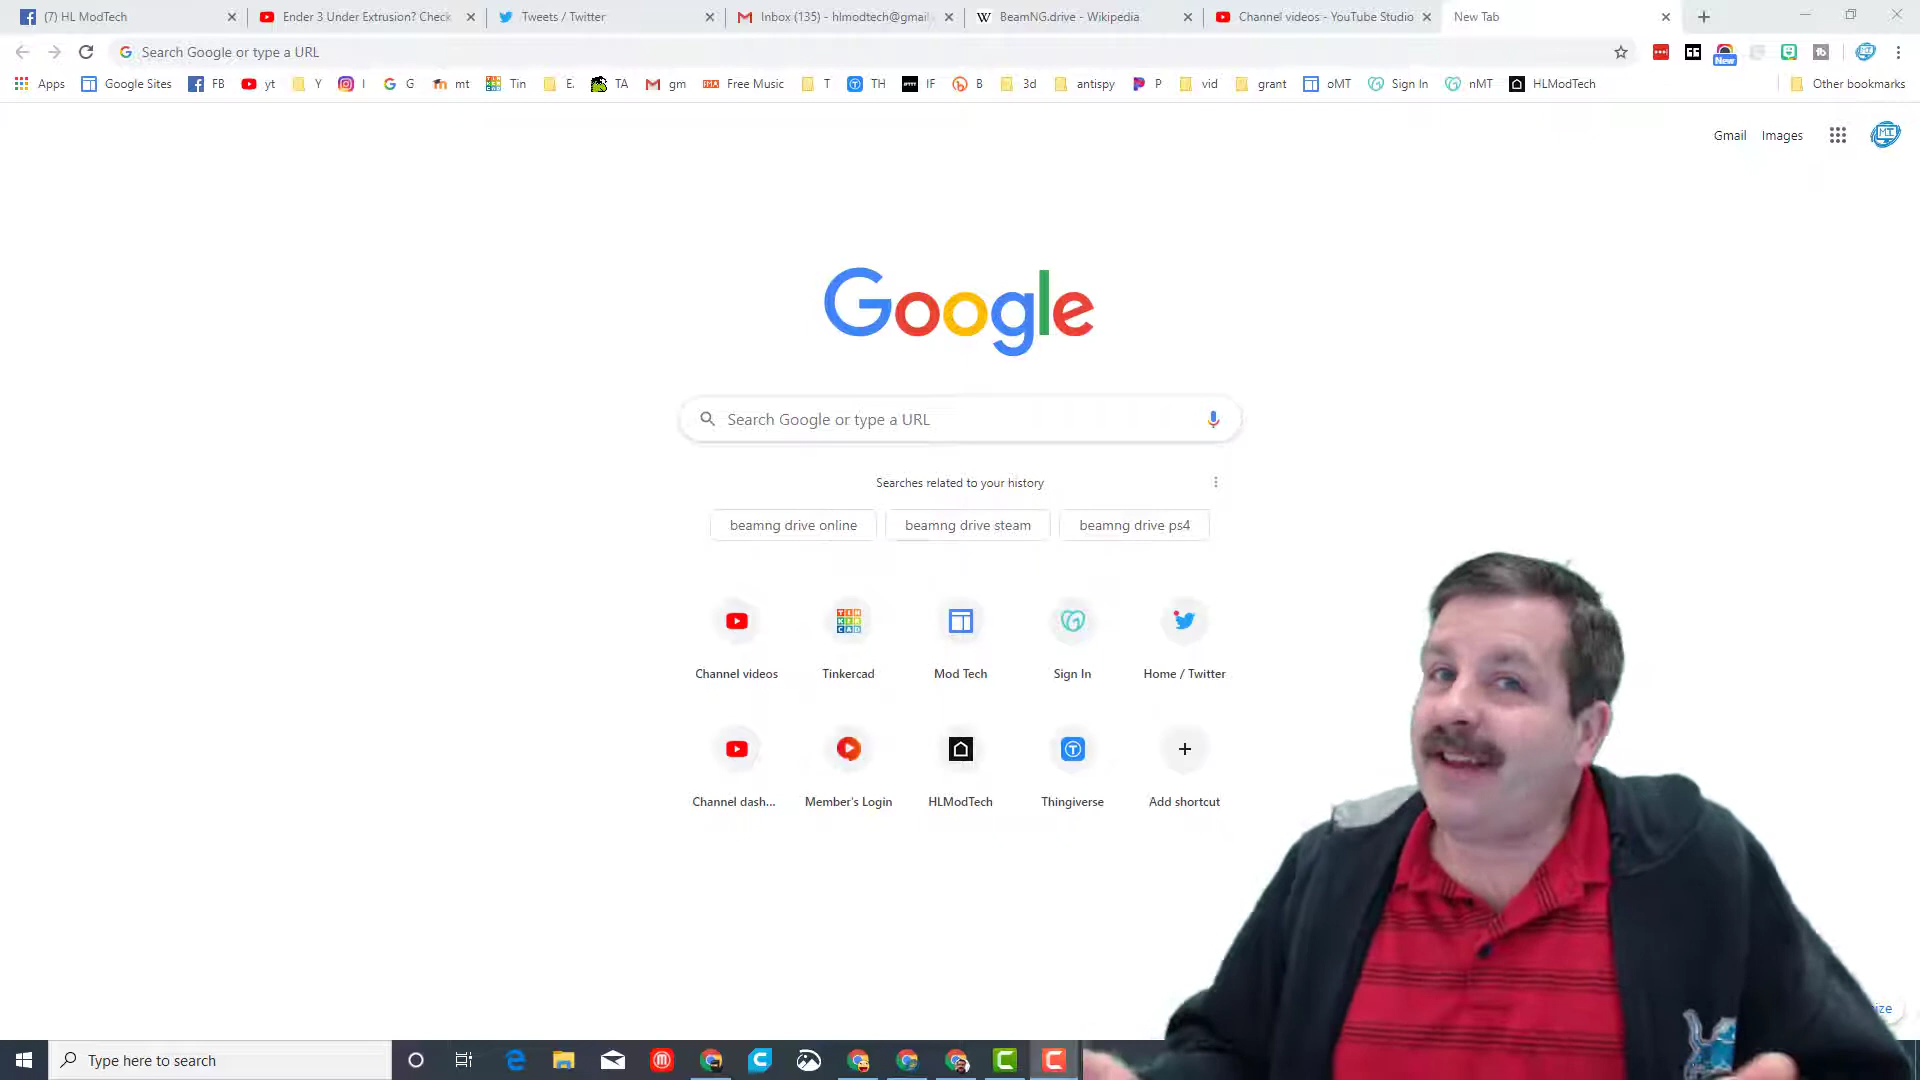 (7) HL ModTech
Ender 3 Under Extrusion? Check
Tweets / Twitter
Inbox (135) - hlmodtech@gmail
W BeamNG.drive - Wikipedia
Channel videos - YouTube Studio
New Tab
Search Google or type a URL
New
Apps Google Sites FB yt Y I G mt Tin E. TA gm Free Music T TH IF B 3d antispy P vid grant oMT Sign In nMT HLModTech Other bookmarks
Gmail Images
Google
Search Google or type a URL
Searches related to your history
beamng drive online beamng drive steam beamng drive ps4
Channel videos Tinkercad Mod Tech Sign In Home / Twitter
Channel dash... Member's Login HLModTech Thingiverse Add shortcut
ize
Type here to search